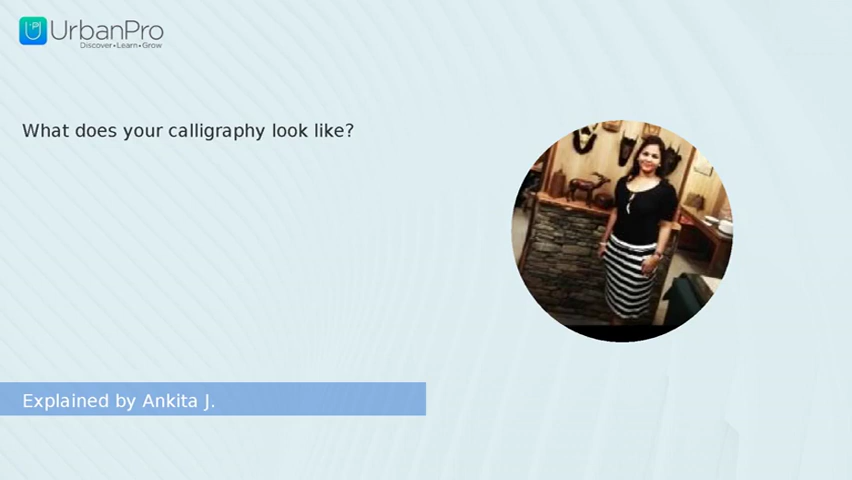 UrbanPro
Discover•Learn•Grow
What does your calligraphy look like?
Explained by Ankita J.